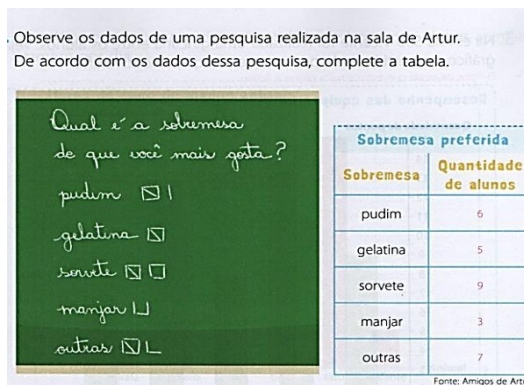 Observe os dados de uma pesquisa realizada na sala de Artur.
De acordo com os dados dessa pesquisa, complete a tabela.
Qual é a sobremesa
de que você mais gosta?
pudim
gelatina
sorvete
manjar
outras
Sobremesa preferida
Sobremesa Quantidade de alunos
pudim 6
gelatina 5
sorvete 9
manjar 3
outras 7
Fonte: Amigos de